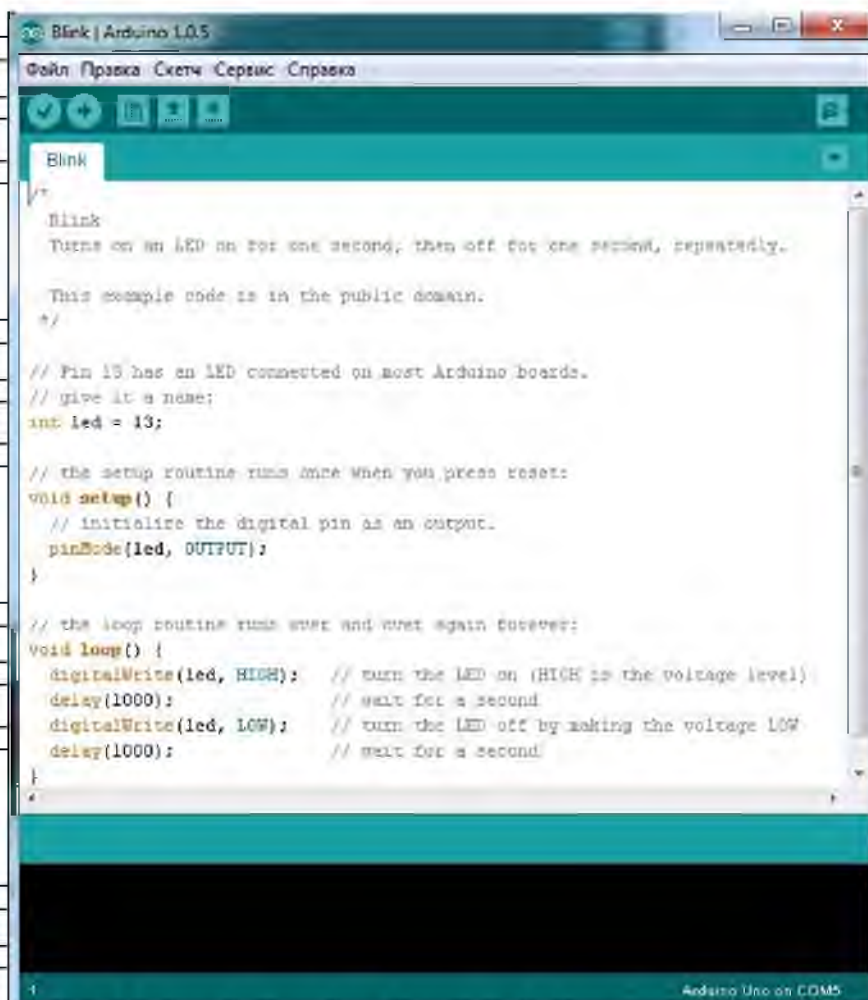 Blink | Arduino 1.0.5
Файл Правка Скетч Сервис Справка
Blink
/*
Blink
Turns on an LED on for one second, then off for one second, repeatedly.
This example code is in the public domain.
*/
// Pin 13 has an LED connected on most Arduino boards.
// give it a name:
int led = 13;
// the setup routine runs once when you press reset:
void setup() {
// initialize the digital pin as an output.
pinMode(led, OUTPUT);
}
// the loop routine runs over and over again forever:
void loop() {
digitalWrite(led, HIGH); // turn the LED on (HIGH is the voltage level)
delay(1000); // wait for a second
digitalWrite(led, LOW); // turn the LED off by making the voltage LOW
delay(1000); // wait for a second
}
1 Arduino Uno on COM5